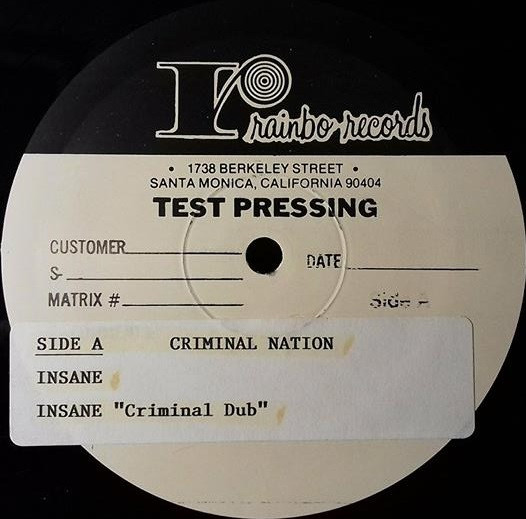 rainbo records
• 1738 BERKELEY STREET •
SANTA MONICA, CALIFORNIA 90404
TEST PRESSING
CUSTOMER
DATE
S-
MATRIX #
Side A
SIDE A CRIMINAL NATION
INSANE
INSANE "Criminal Dub"